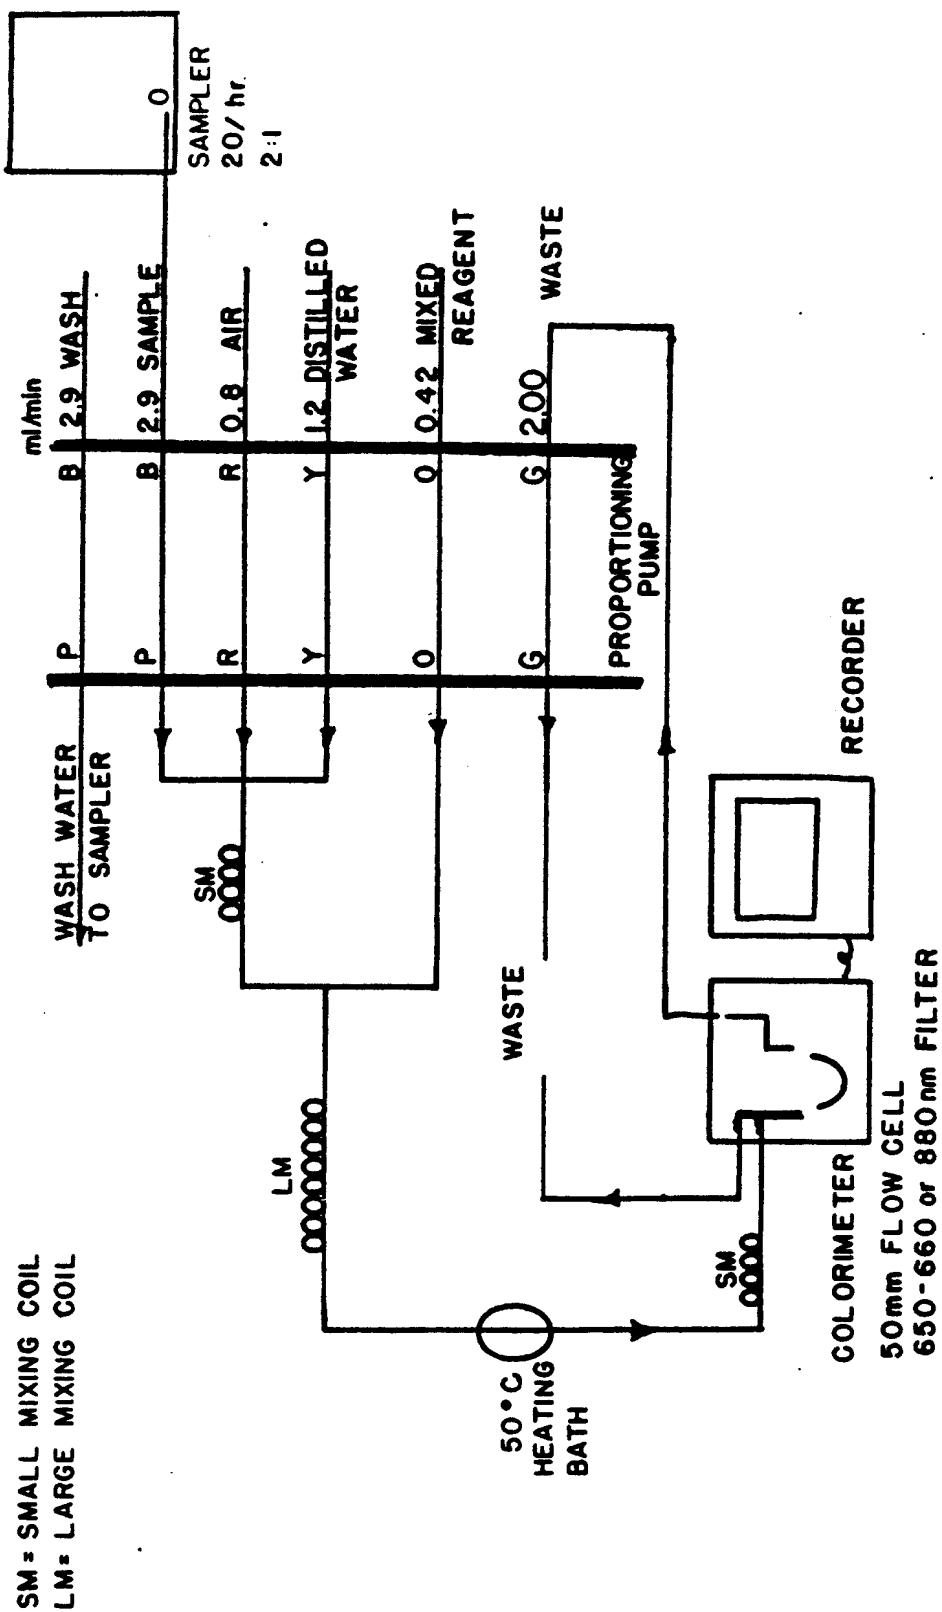 SM = SMALL MIXING COIL
LM = LARGE MIXING COIL
WASH WATER
TO SAMPLER
ml/min
P B 2.9 WASH
P B 2.9 SAMPLE
R R 0.8 AIR
Y Y 1.2 DISTILLED
WATER
O O 0.42 MIXED
REAGENT
G G 2.00
WASTE
PROPORTIONING
PUMP
O
SAMPLER
20/hr.
2:1
SM
LM
WASTE
50°C
HEATING
BATH
SM
COLORIMETER
50mm FLOW CELL
650-660 or 880nm FILTER
RECORDER